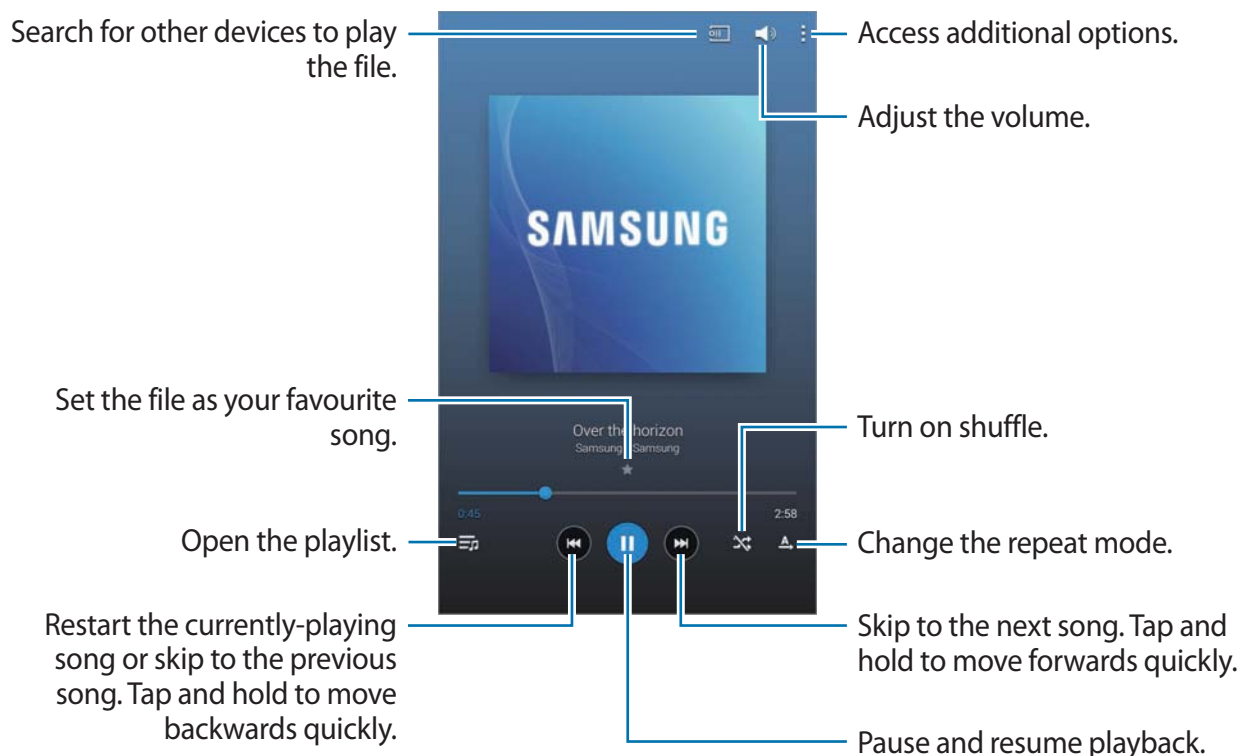 Search for other devices to play
the file.
Access additional options.
Adjust the volume.
SAMSUNG
Set the file as your favourite
song.
Over the horizon
Samsung Samsung
Turn on shuffle.
0:45
2:58
Open the playlist.
Change the repeat mode.
Restart the currently-playing
song or skip to the previous
song. Tap and hold to move
backwards quickly.
Skip to the next song. Tap and
hold to move forwards quickly.
Pause and resume playback.